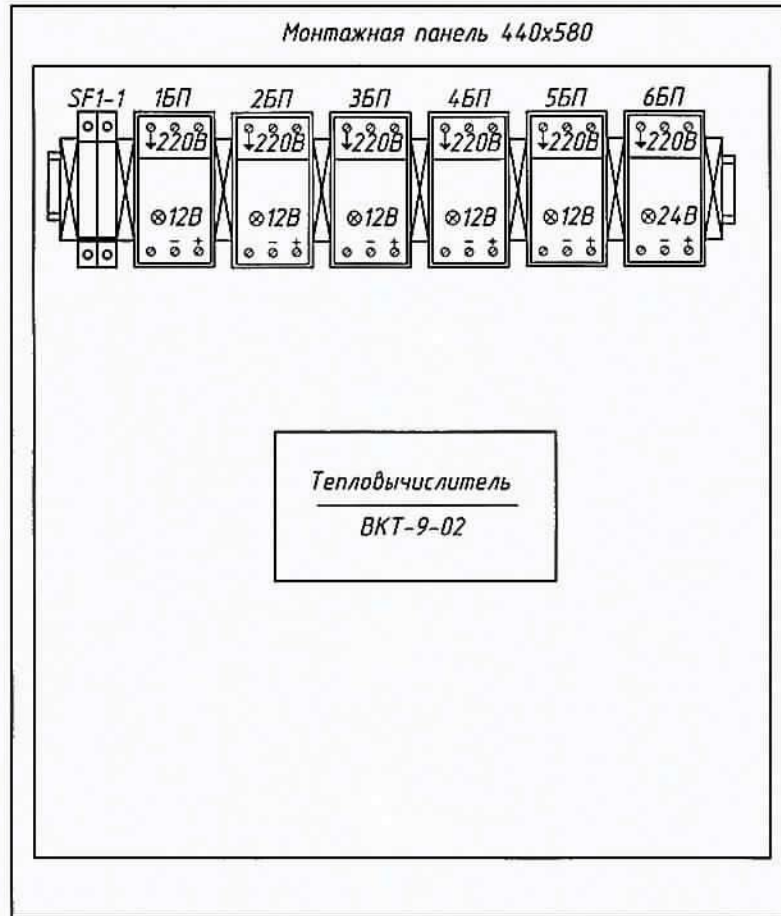 Монтажная панель 440x580
SF1-1 1БП 2БП 3БП 4БП 5БП 6БП
220В 220В 220В 220В 220В 220В
12В 12В 12В 12В 12В 24В
- + - + - + - + - + - +
Тепловычислитель
ВКТ-9-02